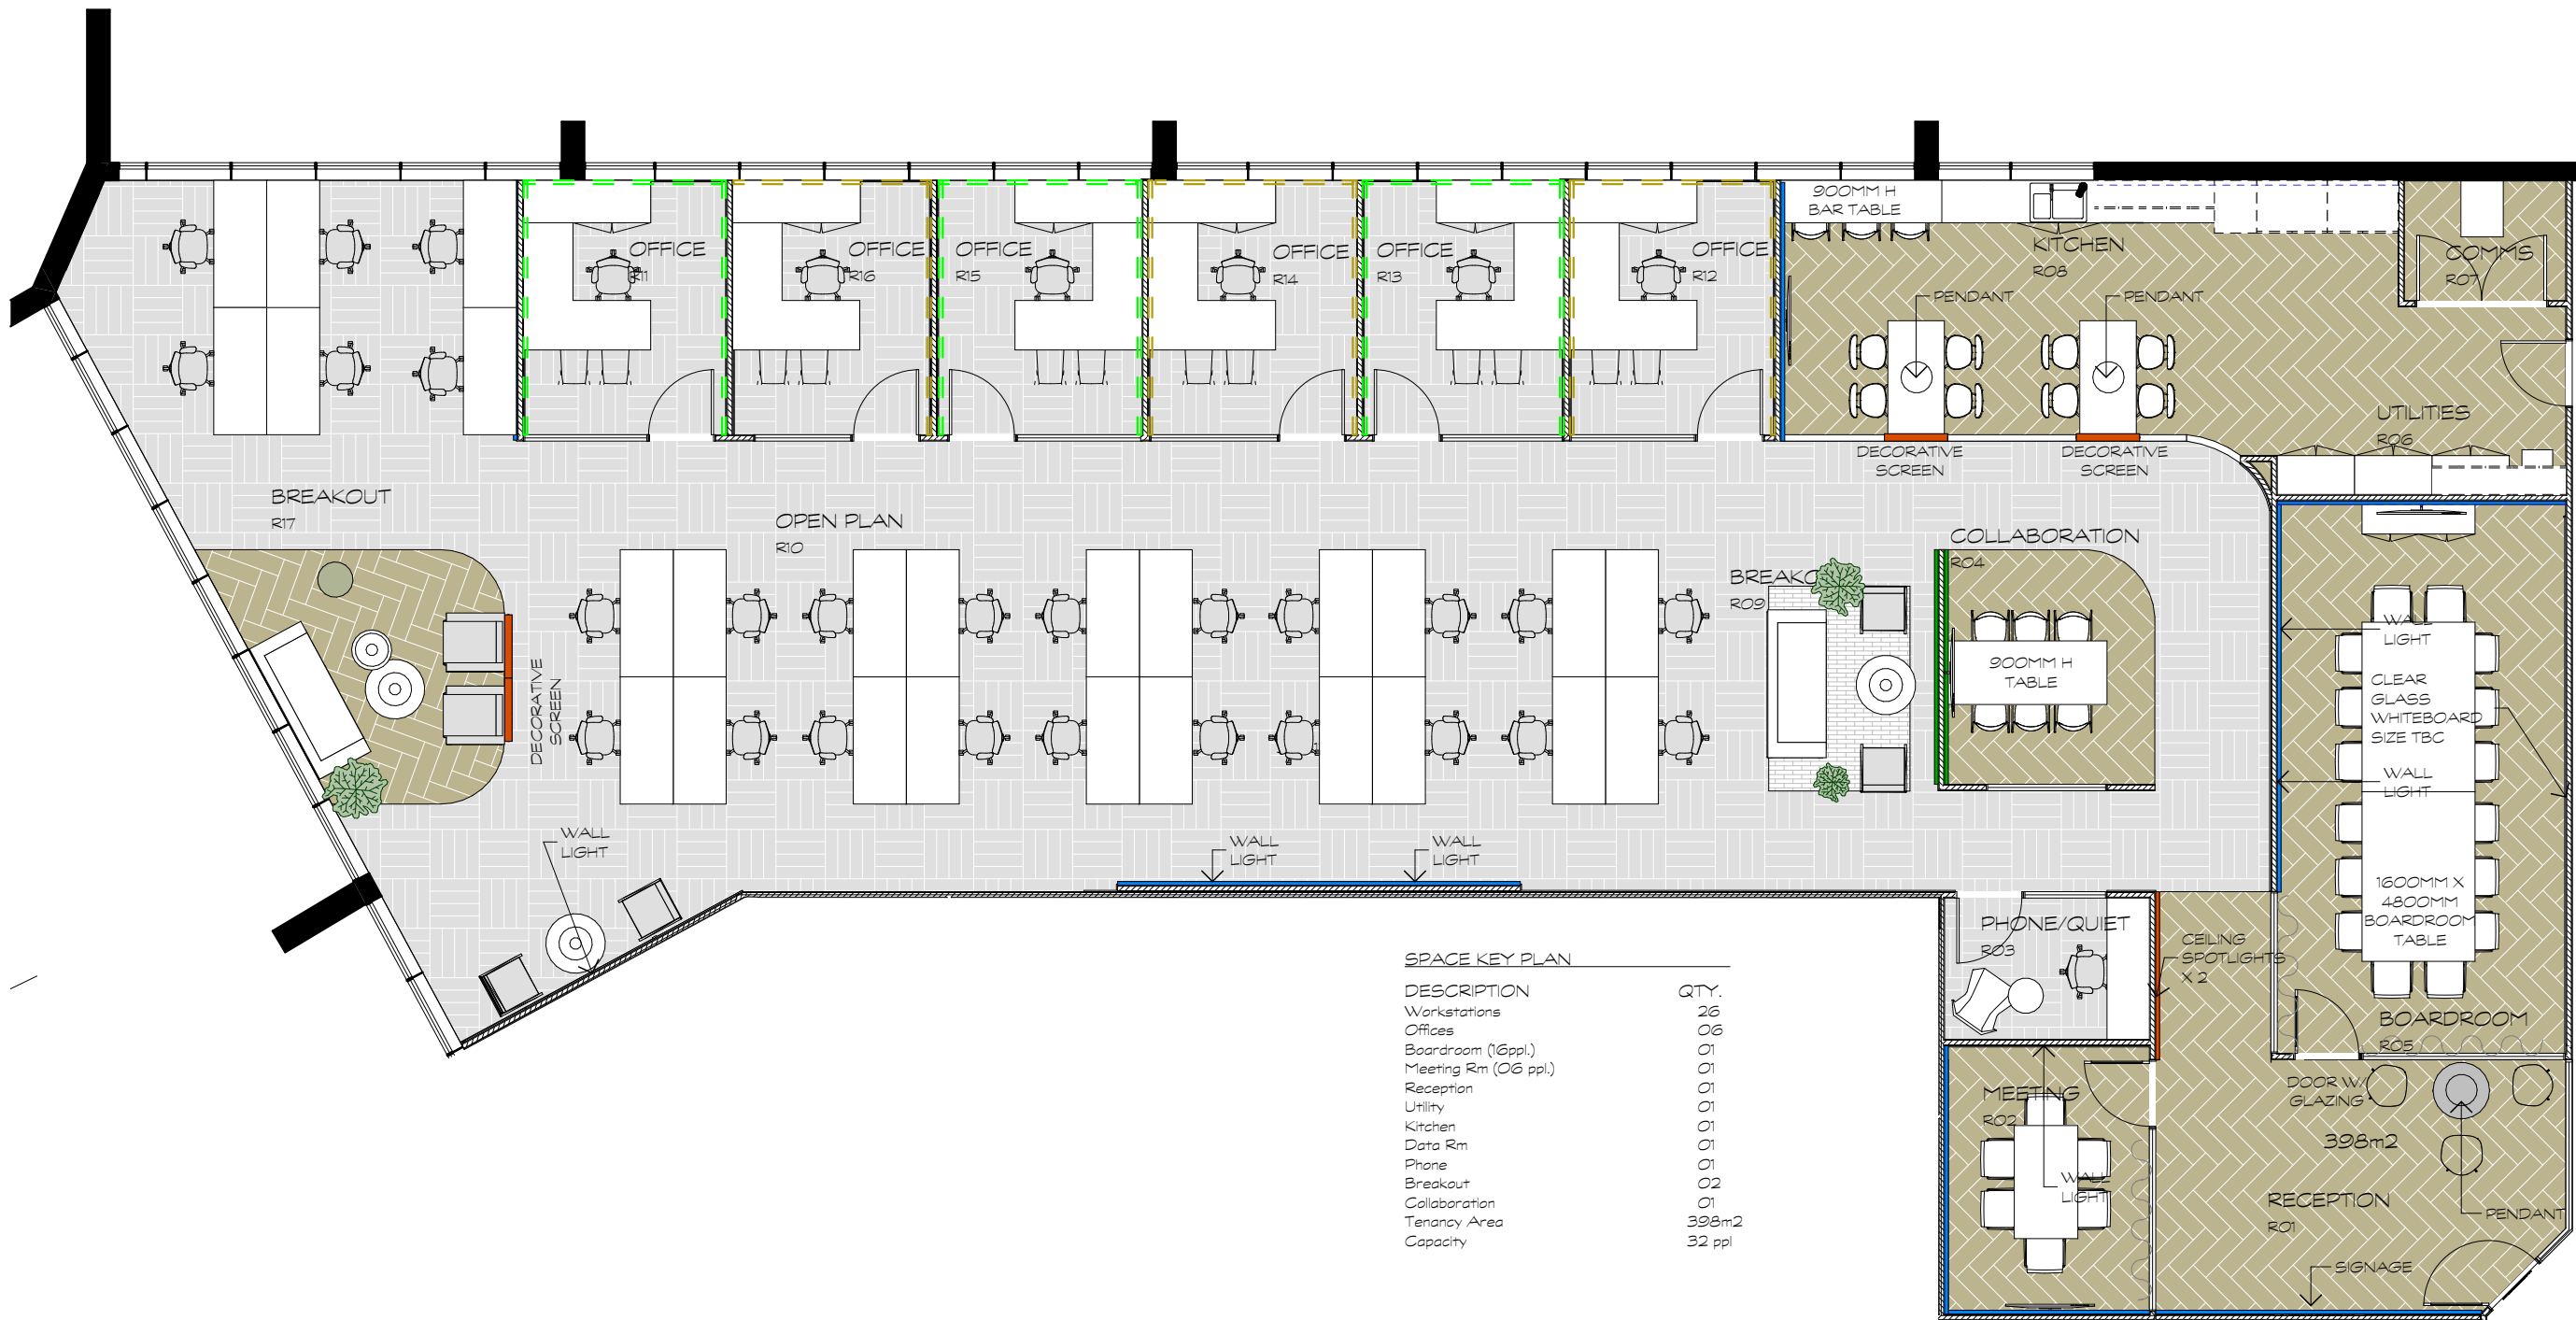 900MM H
BAR TABLE
KITCHEN
R08
COMMS
R07
OFFICE
R11
OFFICE
R16
OFFICE
R15
OFFICE
R14
OFFICE
R13
OFFICE
R12
PENDANT
PENDANT
UTILITIES
R06
DECORATIVE
SCREEN
DECORATIVE
SCREEN
BREAKOUT
R17
OPEN PLAN
R10
COLLABORATION
R04
BREAKO
R09
WALL
LIGHT
900MM H
TABLE
DECORATIVE
SCREEN
CLEAR
GLASS
WHITEBOARD
SIZE TBC
WALL
LIGHT
WALL
LIGHT
WALL
LIGHT
WALL
LIGHT
1600MM X
4800MM
BOARDROOM
TABLE
PHONE/QUIET
R03
CEILING
SPOTLIGHTS
X 2
BOARDROOM
R05
SPACE KEY PLAN
DESCRIPTION QTY.
Workstations 26
Offices 06
Boardroom (16ppl.) 01
Meeting Rm (06 ppl.) 01
Reception 01
Utility 01
Kitchen 01
Data Rm 01
Phone 01
Breakout 02
Collaboration 01
Tenancy Area 398m2
Capacity 32 ppl
MEETING
R02
DOOR W/
GLAZING
398m2
WALL
LIGHT
RECEPTION
R01
PENDANT
SIGNAGE